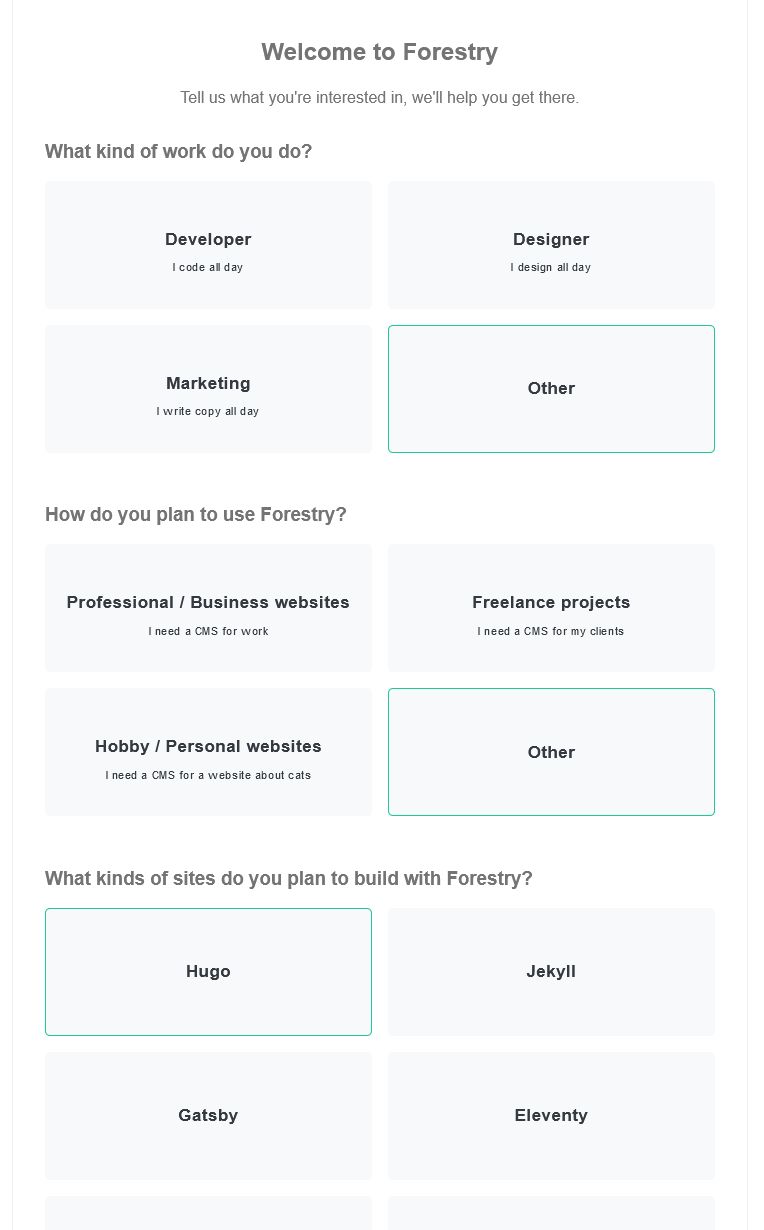 Welcome to Forestry
Tell us what you're interested in, we'll help you get there.
What kind of work do you do?
Developer
I code all day
Designer
I design all day
Marketing
I write copy all day
Other
How do you plan to use Forestry?
Professional / Business websites
I need a CMS for work
Freelance projects
I need a CMS for my clients
Hobby / Personal websites
I need a CMS for a website about cats
Other
What kinds of sites do you plan to build with Forestry?
Hugo
Jekyll
Gatsby
Eleventy